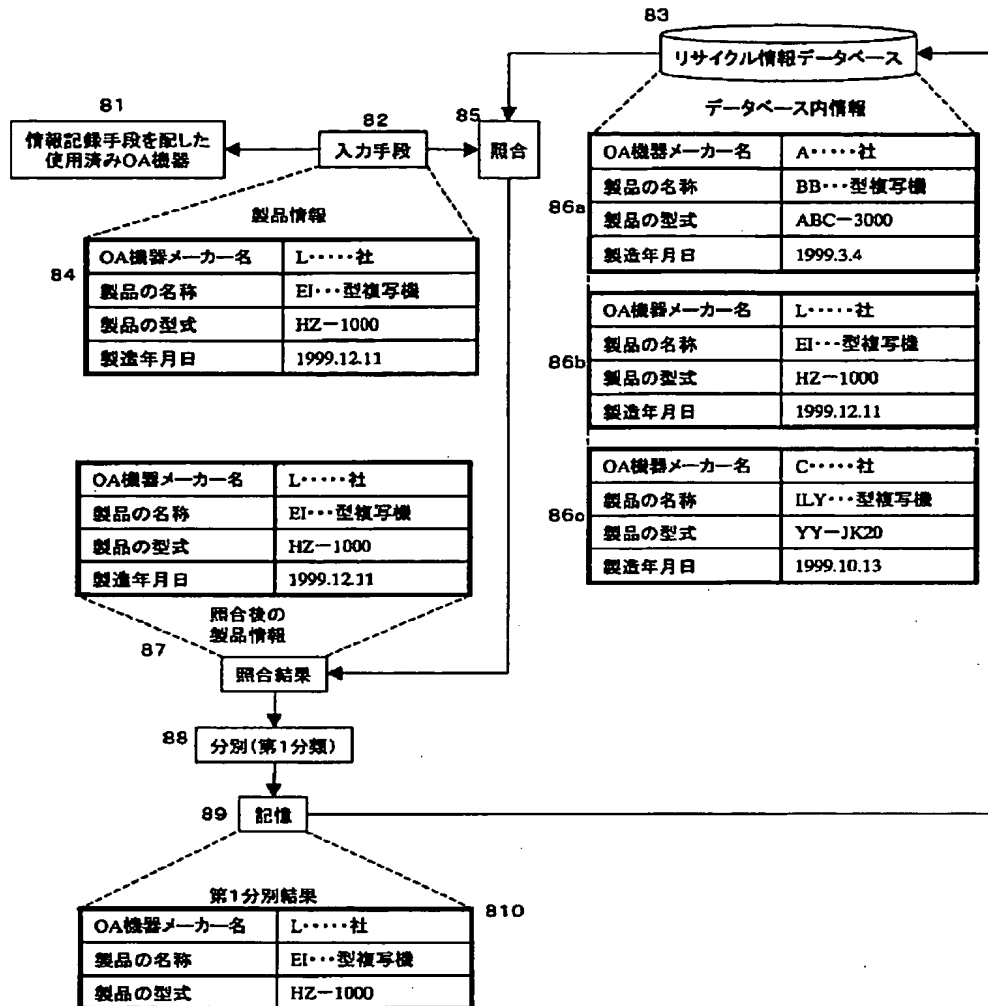 83
リサイクル情報データベース
81
情報記録手段を配した
使用済みOA機器
82
入力手段
85
照合
データベース内情報
86a
OA機器メーカー名 A・・・・・社
製品の名称 BB・・・型複写機
製品の型式 ABC－3000
製造年月日 1999.3.4
製品情報
84
OA機器メーカー名 L・・・・・社
製品の名称 EI・・・型複写機
製品の型式 HZ－1000
製造年月日 1999.12.11
86b
OA機器メーカー名 L・・・・・社
製品の名称 EI・・・型複写機
製品の型式 HZ－1000
製造年月日 1999.12.11
86c
OA機器メーカー名 C・・・・・社
製品の名称 ILY・・・型複写機
製品の型式 YY－JK20
製造年月日 1999.10.13
OA機器メーカー名 L・・・・・社
製品の名称 EI・・・型複写機
製品の型式 HZ－1000
製造年月日 1999.12.11
照合後の
製品情報
87
照合結果
88
分別(第1分類)
89
記憶
第1分別結果
810
OA機器メーカー名 L・・・・・社
製品の名称 EI・・・型複写機
製品の型式 HZ－1000